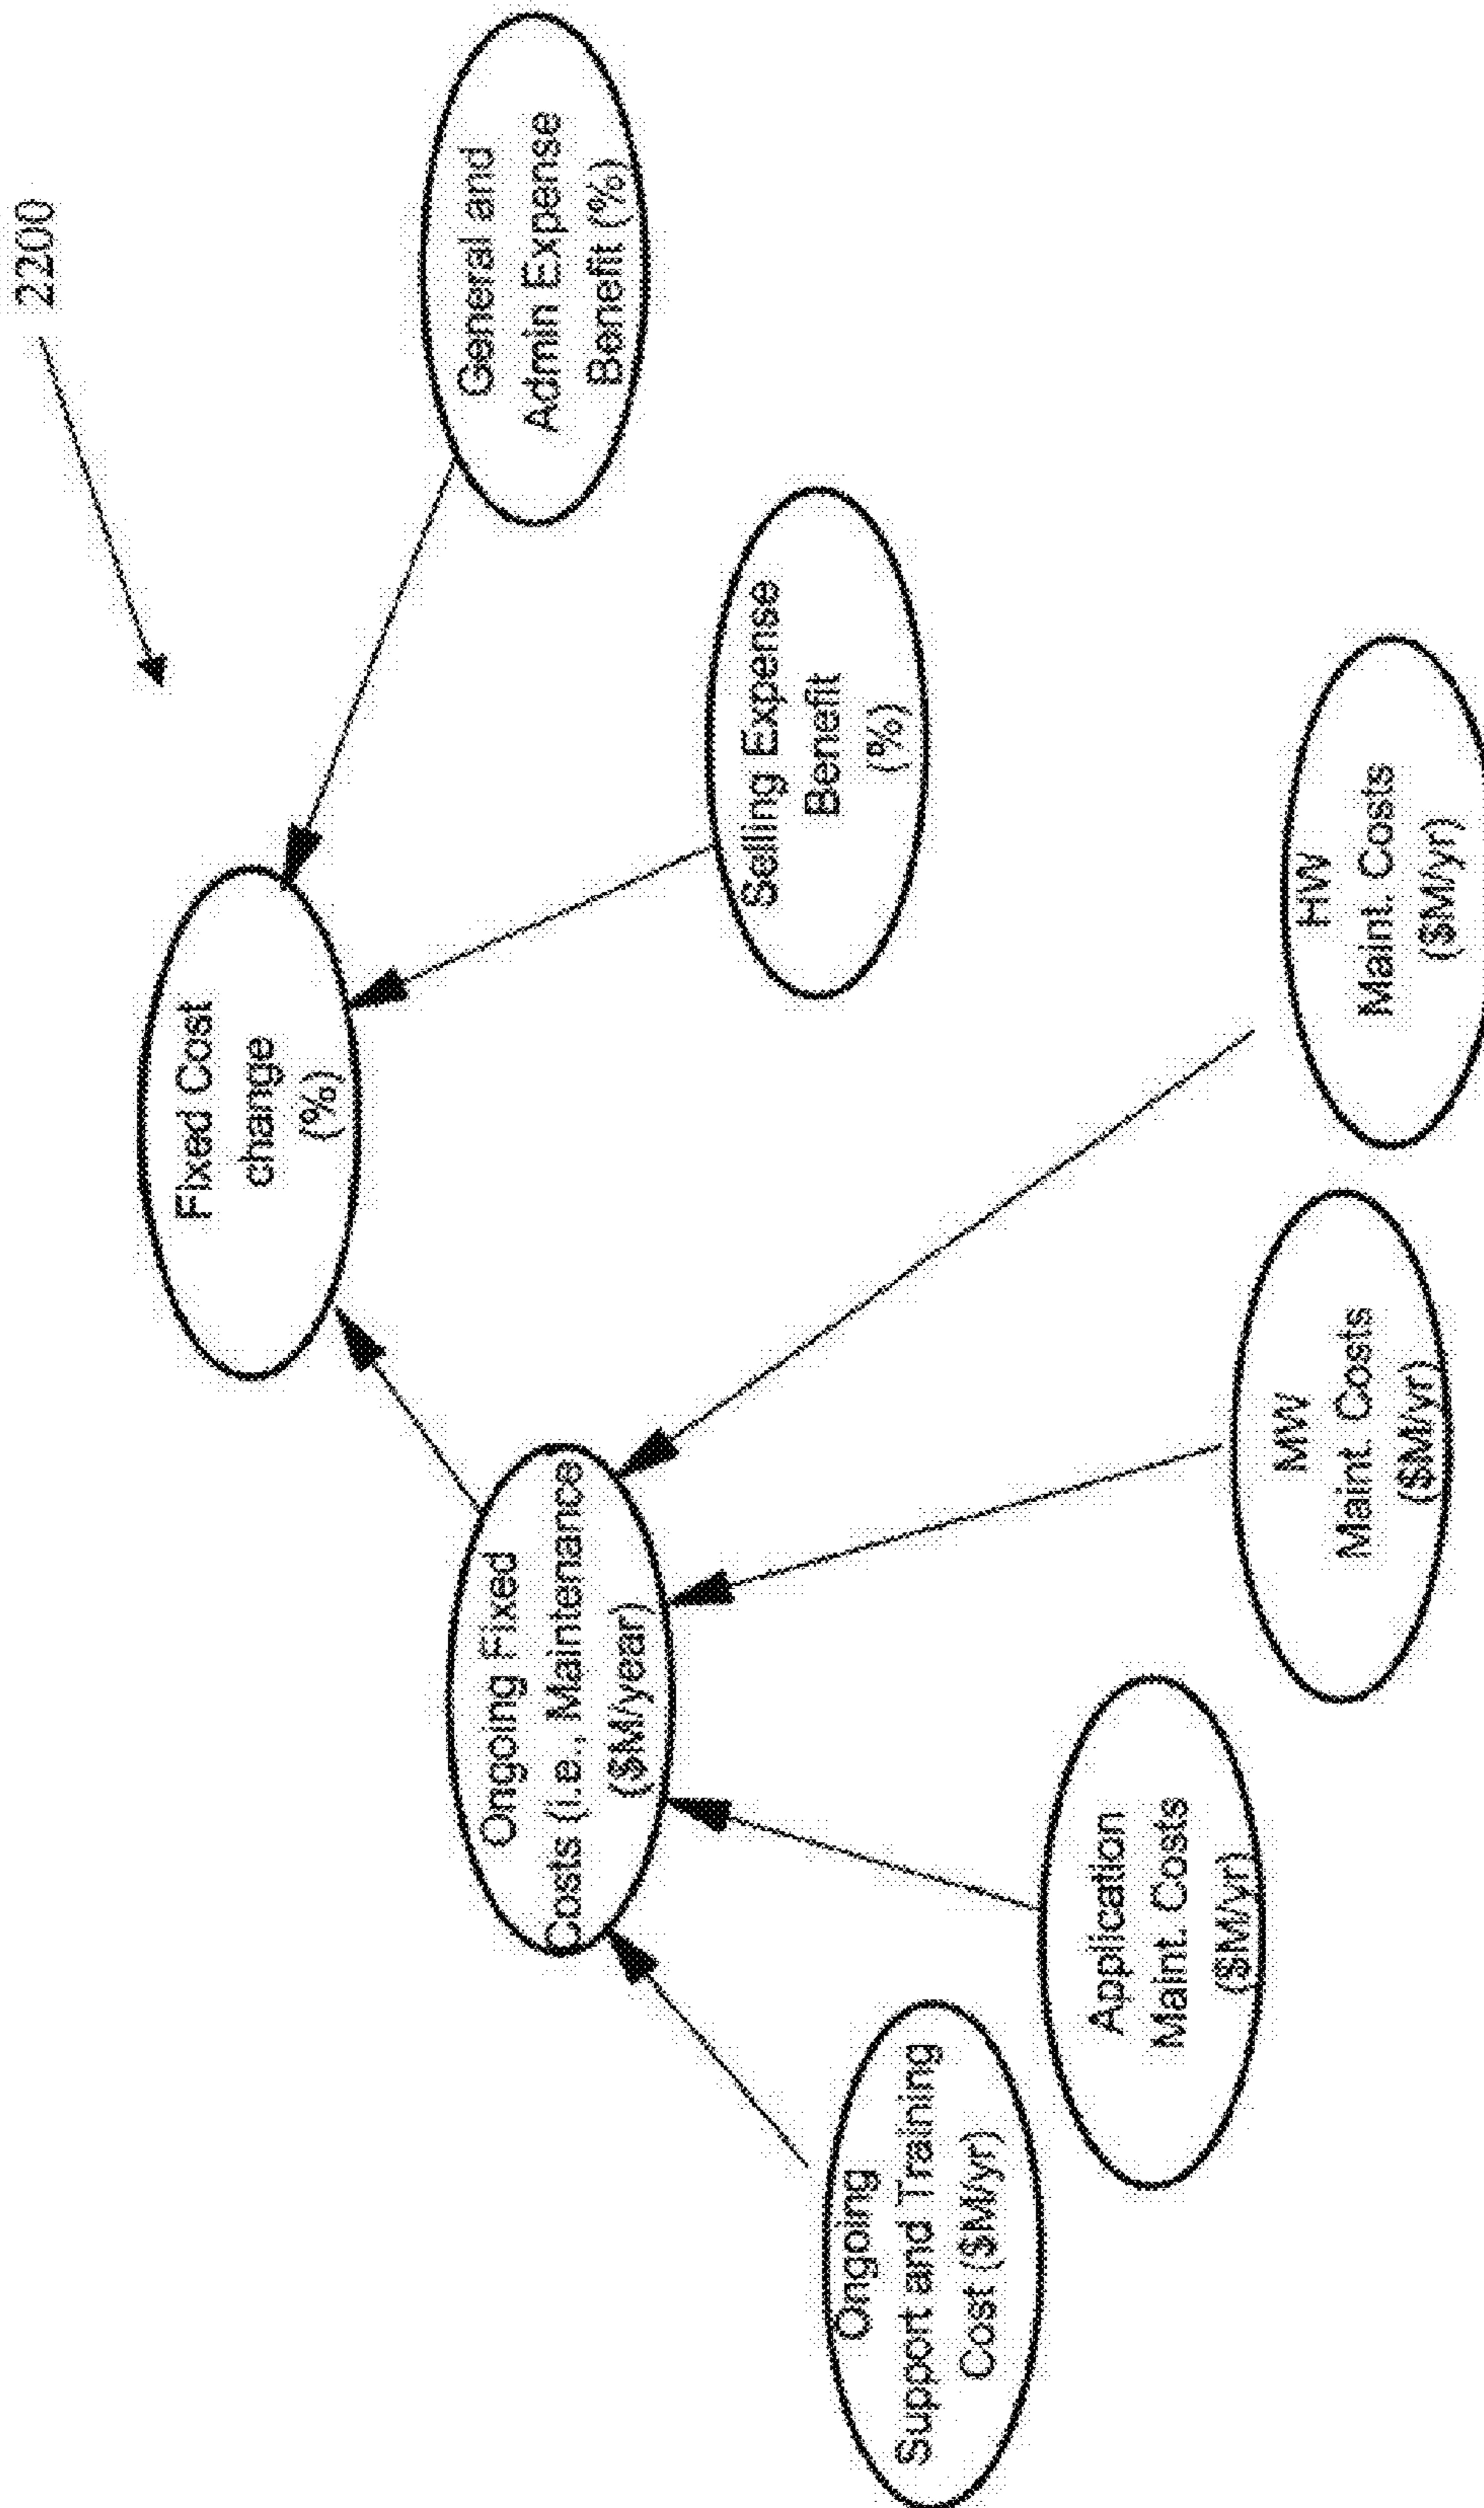 2200
Fixed Cost
change
(%)
General and
Admin Expense
Benefit (%)
Ongoing Fixed
Costs (i.e., Maintenance
($M/year)
Selling Expense
Benefit
(%)
Ongoing
Support and Training
Cost ($M/yr)
Application
Maint. Costs
($M/yr)
MW
Maint. Costs
($M/yr)
HW
Maint. Costs
($M/yr)